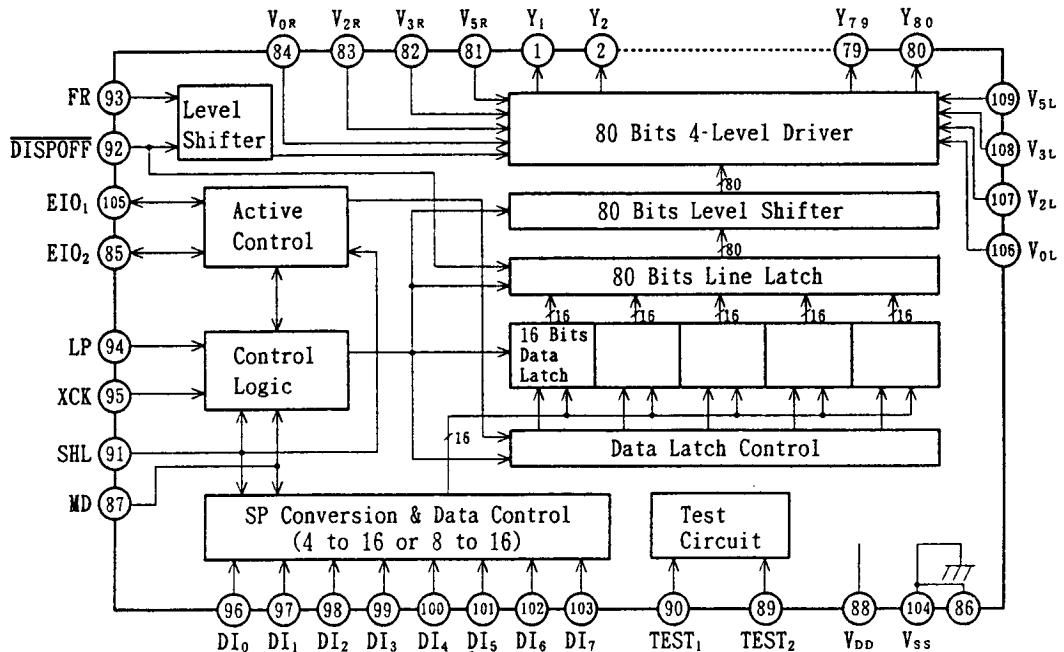 V0R V2R V3R V5R Y1 Y2 Y79 Y80
84 83 82 81 1 2 79 80
FR 93
Level Shifter
DISPOFF 92
80 Bits 4-Level Driver
109 V5L
108 V3L
107 V2L
106 V0L
80
EIO1 105
Active Control
80 Bits Level Shifter
80
EIO2 85
80 Bits Line Latch
16 16 16 16 16
LP 94
Control Logic
16 Bits Data Latch
XCK 95
SHL 91
16
Data Latch Control
MD 87
SP Conversion & Data Control
(4 to 16 or 8 to 16)
Test Circuit
96 97 98 99 100 101 102 103 90 89 88 104 86
DI0 DI1 DI2 DI3 DI4 DI5 DI6 DI7 TEST1 TEST2 VDD VSS